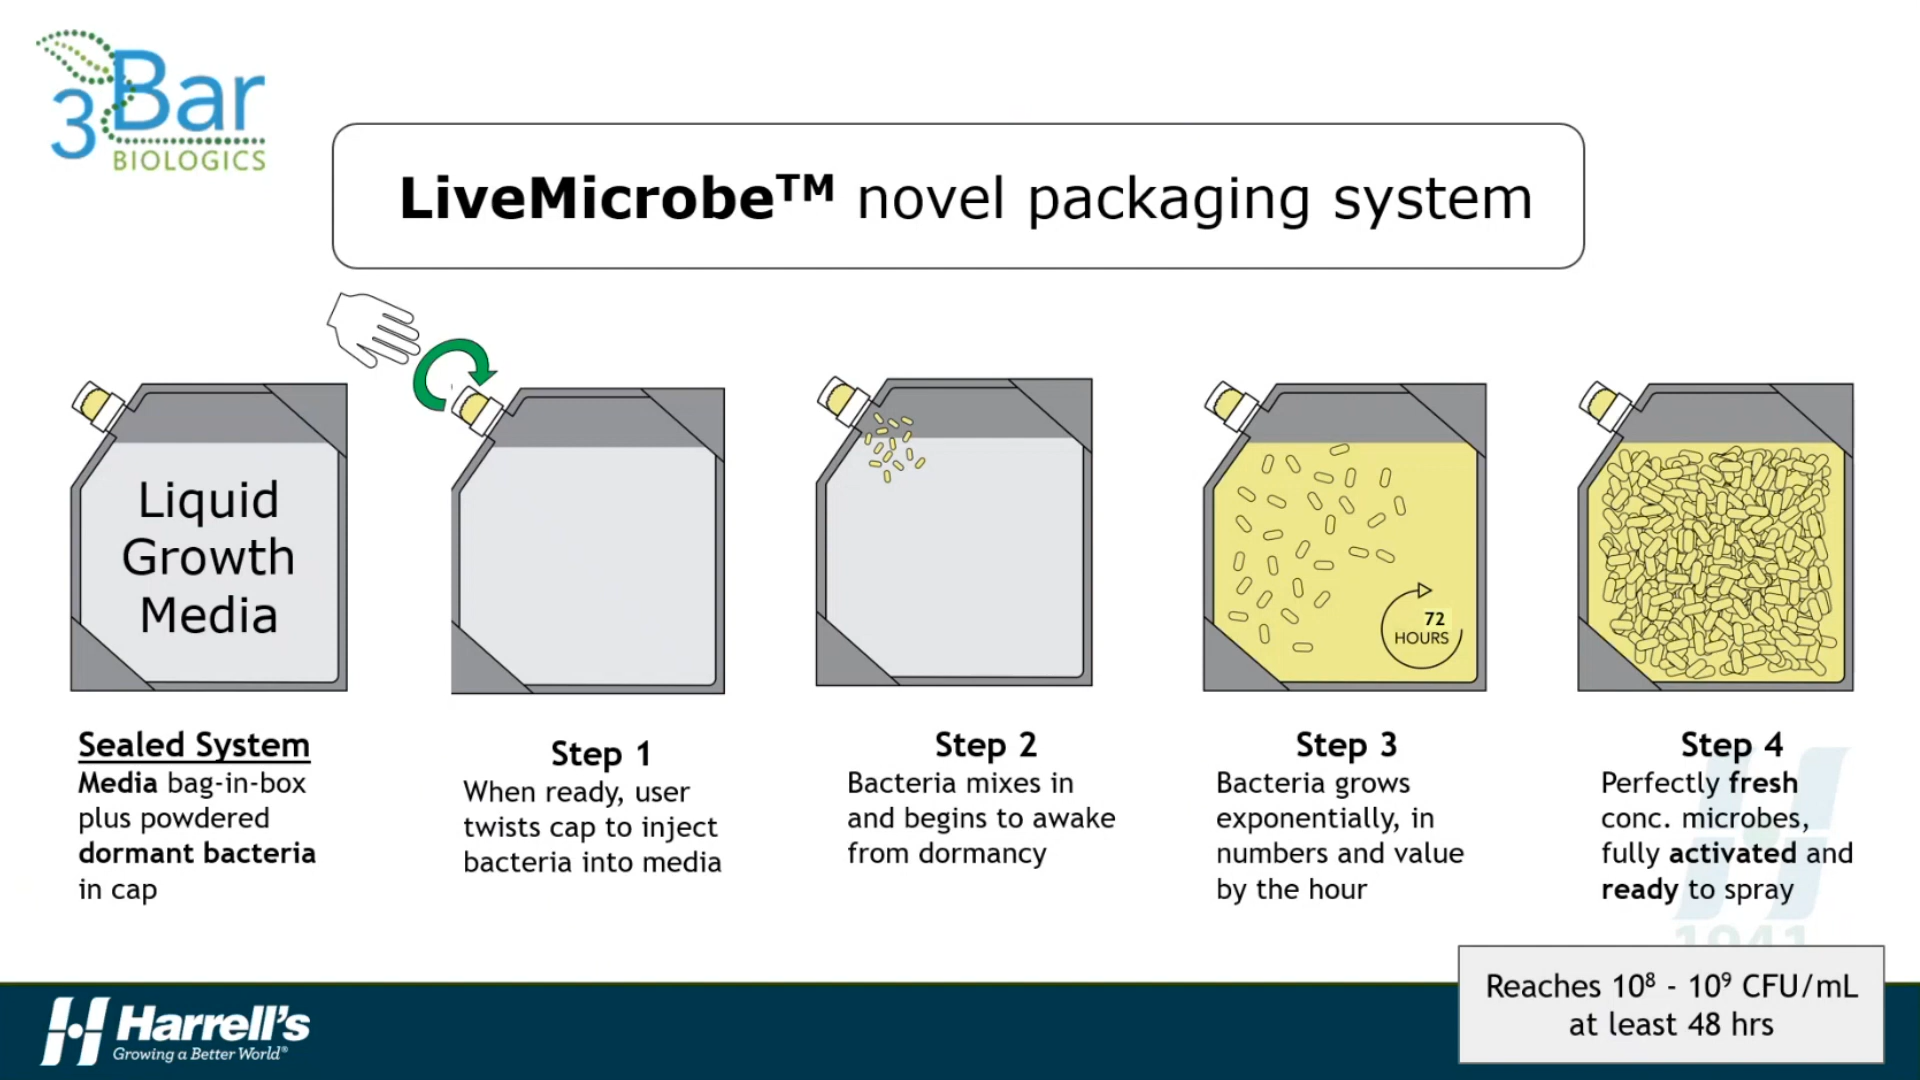 3 Bar
BIOLOGICS
LiveMicrobe™ novel packaging system
Liquid
Growth
Media
72
HOURS
Sealed System
Media bag-in-box
plus powdered
dormant bacteria
in cap
Step 1
When ready, user
twists cap to inject
bacteria into media
Step 2
Bacteria mixes in
and begins to awake
from dormancy
Step 3
Bacteria grows
exponentially, in
numbers and value
by the hour
Step 4
Perfectly fresh
conc. microbes,
fully activated and
ready to spray
1941
Reaches 10⁸ - 10⁹ CFU/mL
at least 48 hrs
Harrell's
Growing a Better World®